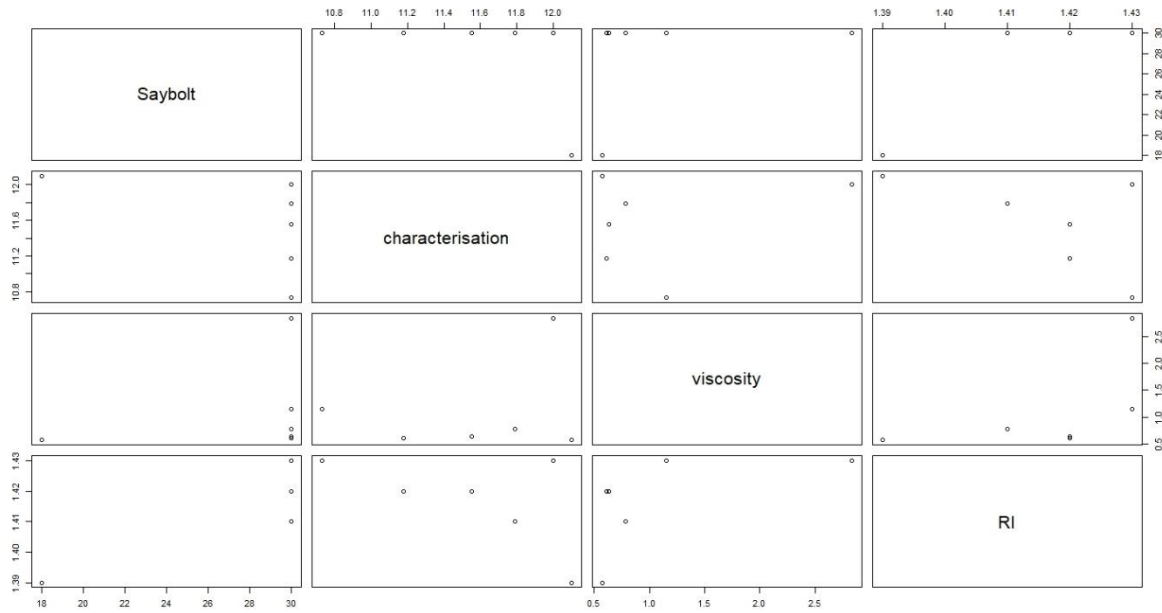 10.8 11.0 11.2 11.4 11.6 11.8 12.0
1.39 1.40 1.41 1.42 1.43
Saybolt
18 20 22 24 26 28 30
10.8 11.2 11.6 12.0
characterisation
viscosity
0.5 1.0 1.5 2.0 2.5
1.39 1.40 1.41 1.42 1.43
RI
18 20 22 24 26 28 30
0.5 1.0 1.5 2.0 2.5